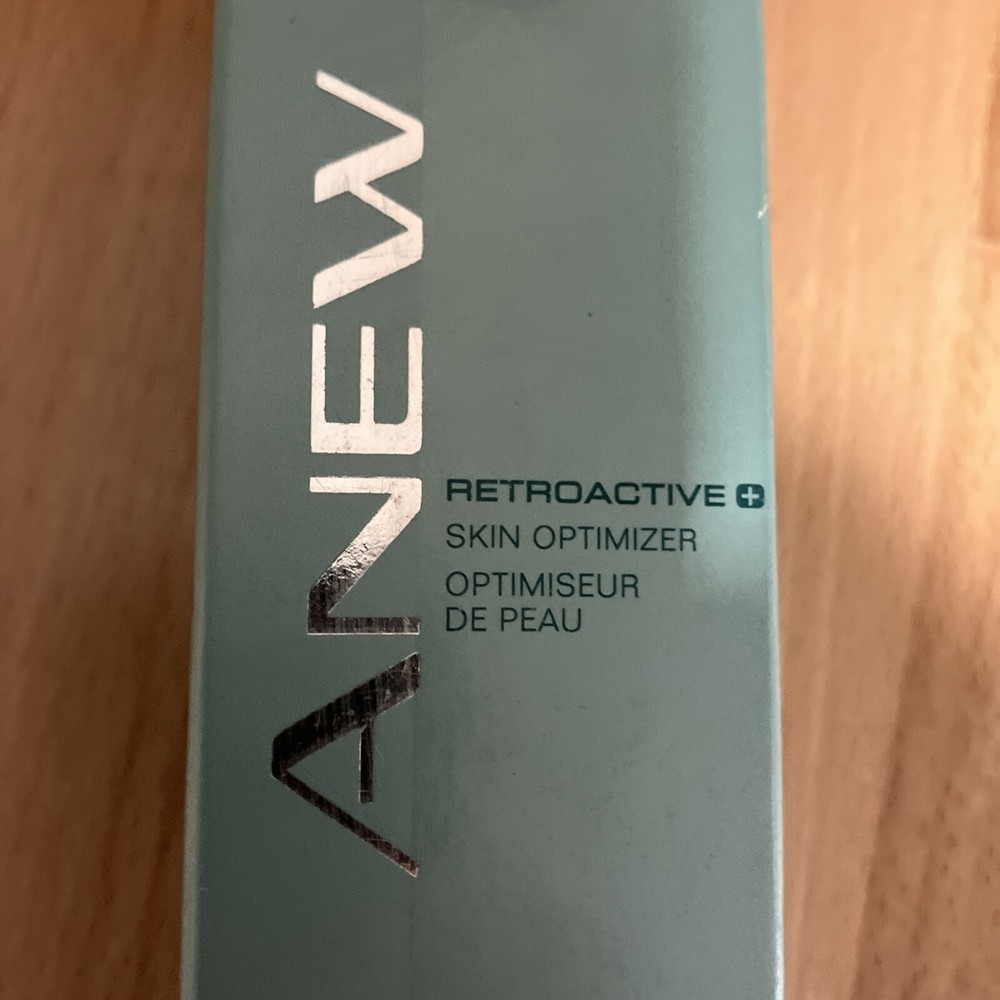 ANEW
RETROACTIVE+
SKIN OPTIMIZER
OPTIMISEUR
DE PEAU